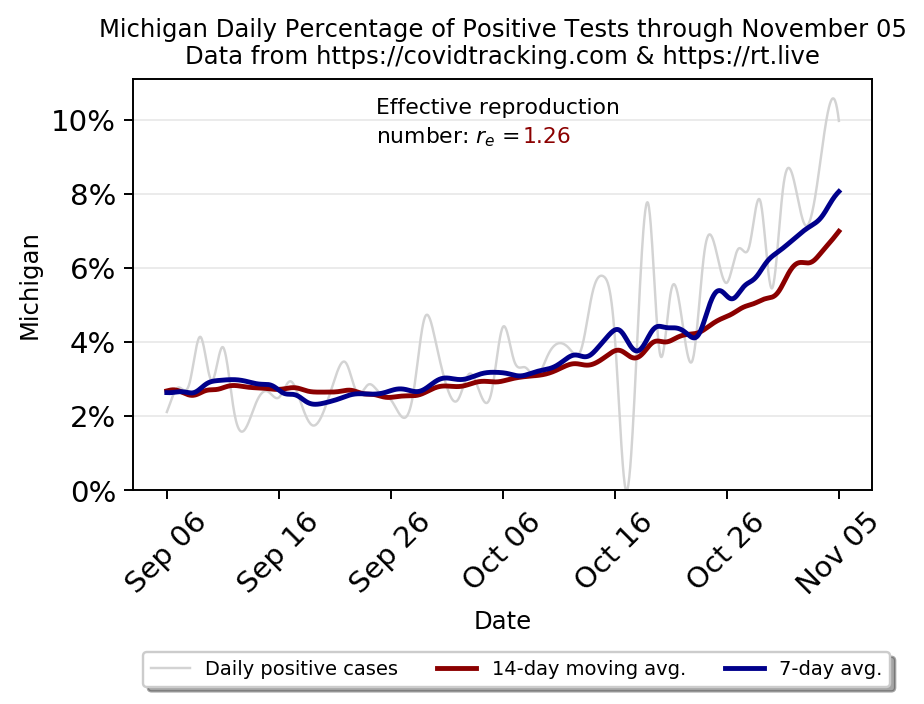 Michigan Daily Percentage of Positive Tests through November 05
Data from https://covidtracking.com & https://rt.live
Effective reproduction
number: rₑ =1.26
10%
8%
6%
4%
2%
0%
Michigan
Sep 06
Sep 16
Sep 26
Oct 06
Oct 16
Oct 26
Nov 05
Date
Daily positive cases
14-day moving avg.
7-day avg.